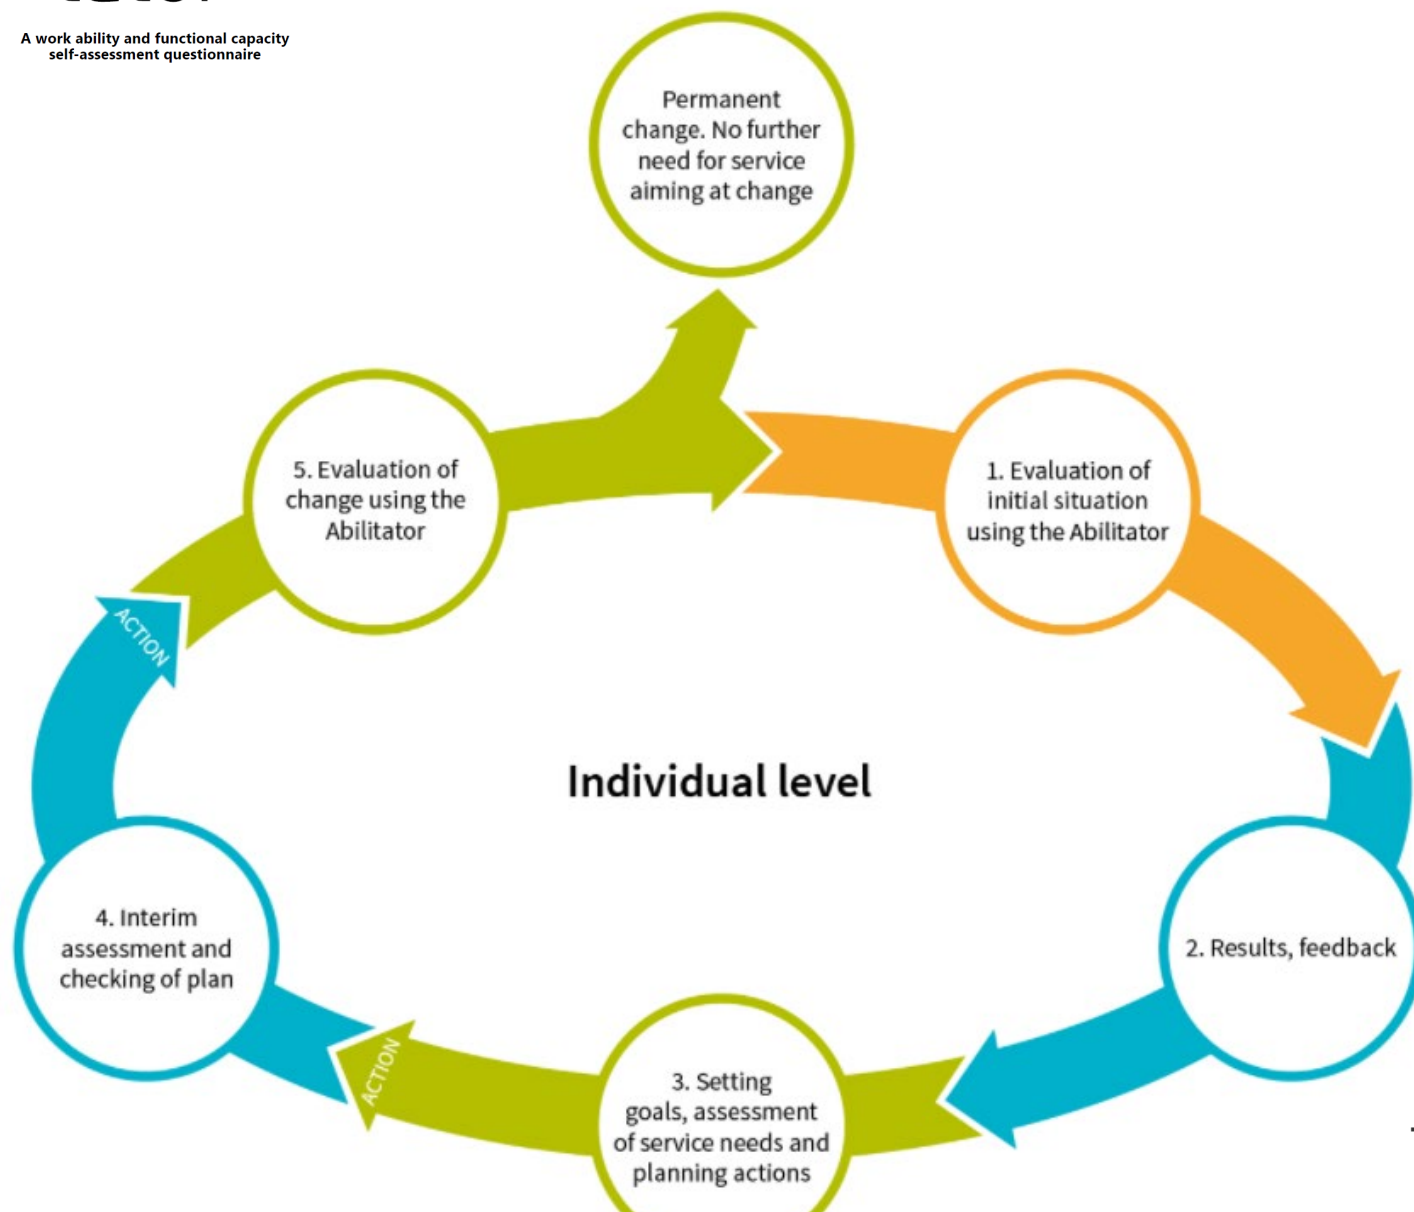 A work ability and functional capacity
self-assessment questionnaire
Permanent
change. No further
need for service
aiming at change
5. Evaluation of
change using the
Abilitator
1. Evaluation of
initial situation
using the Abilitator
ACTION
Individual level
4. Interim
assessment and
checking of plan
2. Results, feedback
ACTION
3. Setting
goals, assessment
of service needs and
planning actions